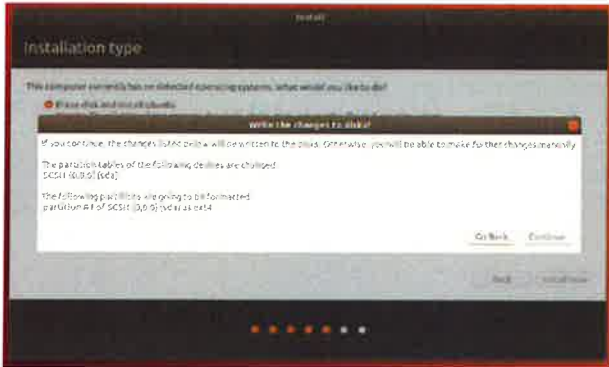 Install
Installation type
This computer currently has no detected operating systems. What would you like to do?
Erase disk and install Ubuntu
Write the changes to disks?
If you continue, the changes listed below will be written to the disks. Otherwise, you will be able to make further changes manually.
The partition tables of the following devices are changed:
SCSI1 (0,0,0) (sda)
The following partitions are going to be formatted:
partition #1 of SCSI1 (0,0,0) (sda) as ext4
Go Back Continue
Back Install Now